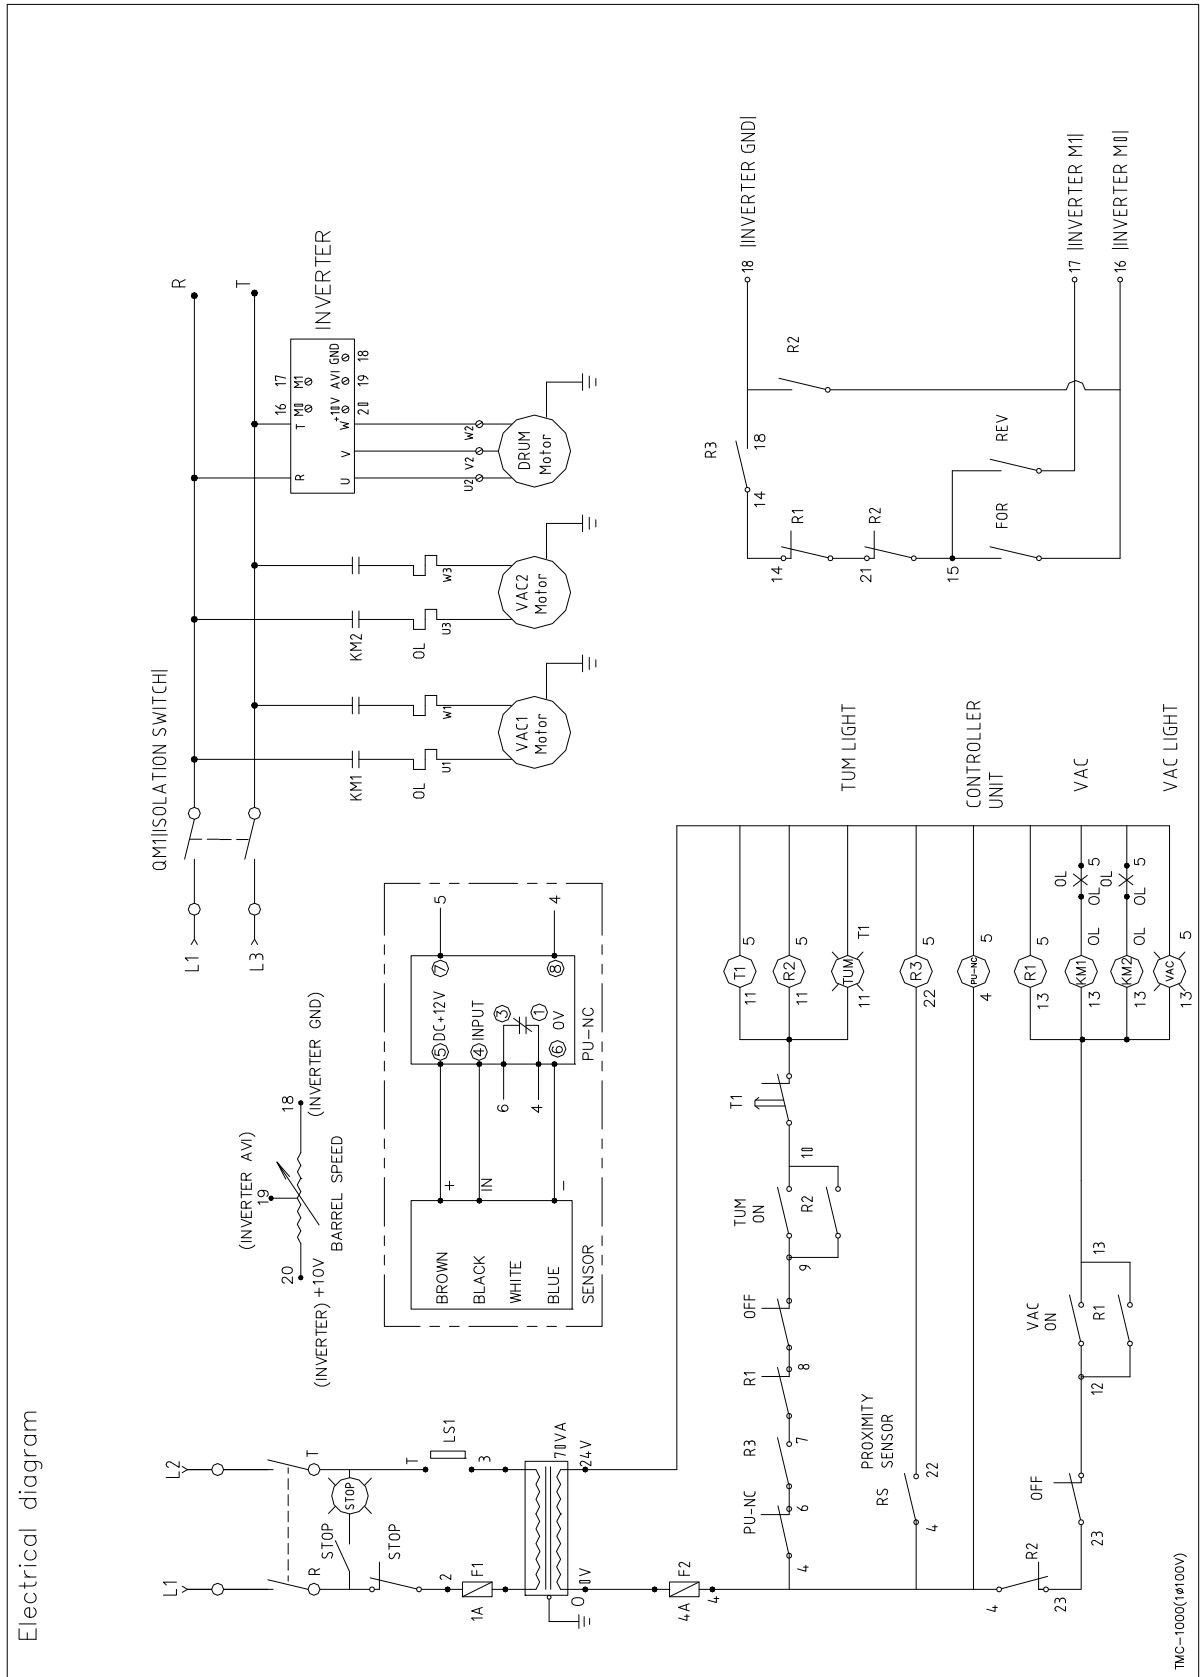 Electrical diagram
L1
L2
R
T
STOP
STOP
STOP
T
LS1
2
3
F1
1A
70VA
O
0V
24V
F2
4A
4
(INVERTER AVI)
19
20
18
(INVERTER) +10V
BARREL SPEED
(INVERTER GND)
BROWN
BLACK
WHITE
BLUE
SENSOR
+
IN
−
6
4
5
DC+12V
7
4
INPUT
3
1
6
0V
8
PU-NC
5
4
QM1|ISOLATION SWITCH|
L1
L3
R
T
KM1
OL
U1
W1
VAC1
Motor
KM2
OL
U3
W3
VAC2
Motor
R
T
16
17
M0
M1
U
V
W
+10V
AVI
GND
20
19
18
INVERTER
U2
V2
W2
DRUM
Motor
R3
14
18
18 |INVERTER GND|
14
R1
21
R2
15
FOR
REV
R2
17 |INVERTER M1|
16 |INVERTER M0|
PU-NC
4
6
R3
7
R1
8
OFF
9
TUM
ON
R2
10
T1
11
T1
5
11
R2
5
11
TUM
T1
TUM LIGHT
PROXIMITY
SENSOR
RS
4
22
22
R3
5
4
PU-NC
5
CONTROLLER
UNIT
4
R2
23
23
OFF
12
VAC
ON
R1
13
13
R1
5
13
KM1
OL
OL
OL
5
VAC
13
KM2
OL
OL
OL
5
13
VAC
5
VAC LIGHT
TMC-1000(1ø100V)